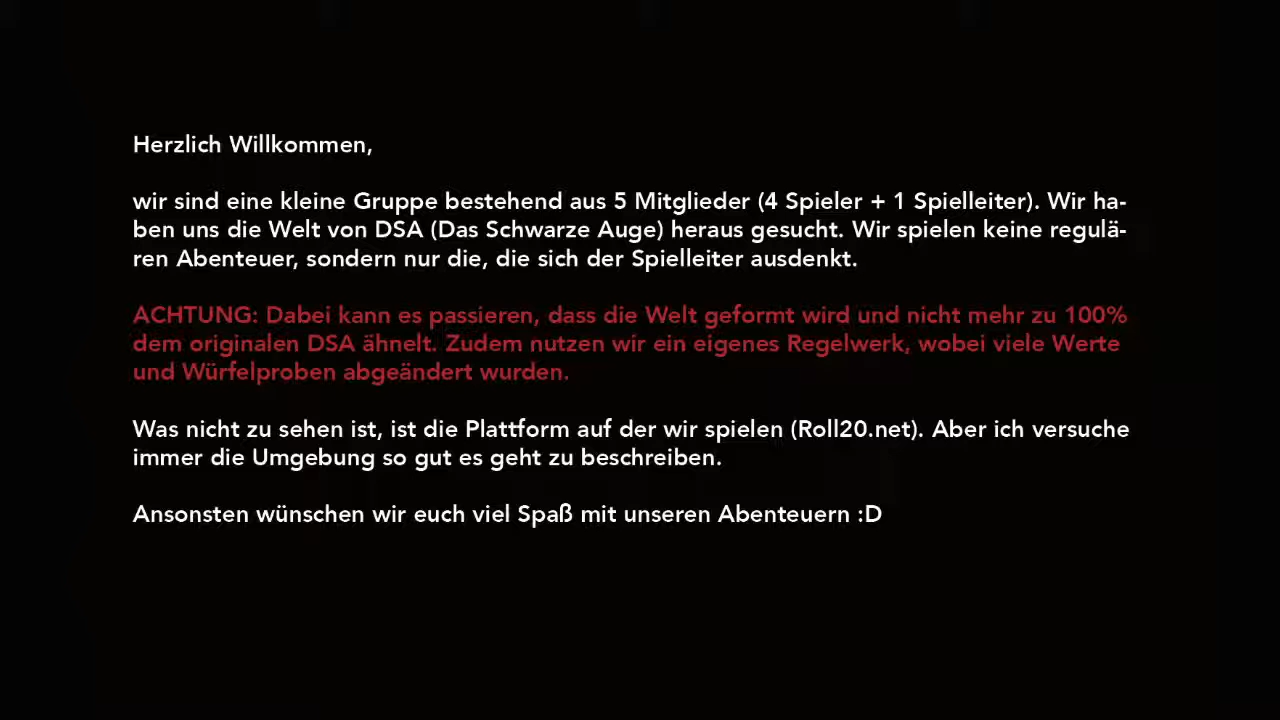 Herzlich Willkommen,
wir sind eine kleine Gruppe bestehend aus 5 Mitglieder (4 Spieler + 1 Spielleiter). Wir ha-
ben uns die Welt von DSA (Das Schwarze Auge) heraus gesucht. Wir spielen keine regulä-
ren Abenteuer, sondern nur die, die sich der Spielleiter ausdenkt.
ACHTUNG: Dabei kann es passieren, dass die Welt geformt wird und nicht mehr zu 100%
dem originalen DSA ähnelt. Zudem nutzen wir ein eigenes Regelwerk, wobei viele Werte
und Würfelproben abgeändert wurden.
Was nicht zu sehen ist, ist die Plattform auf der wir spielen (Roll20.net). Aber ich versuche
immer die Umgebung so gut es geht zu beschreiben.
Ansonsten wünschen wir euch viel Spaß mit unseren Abenteuern :D